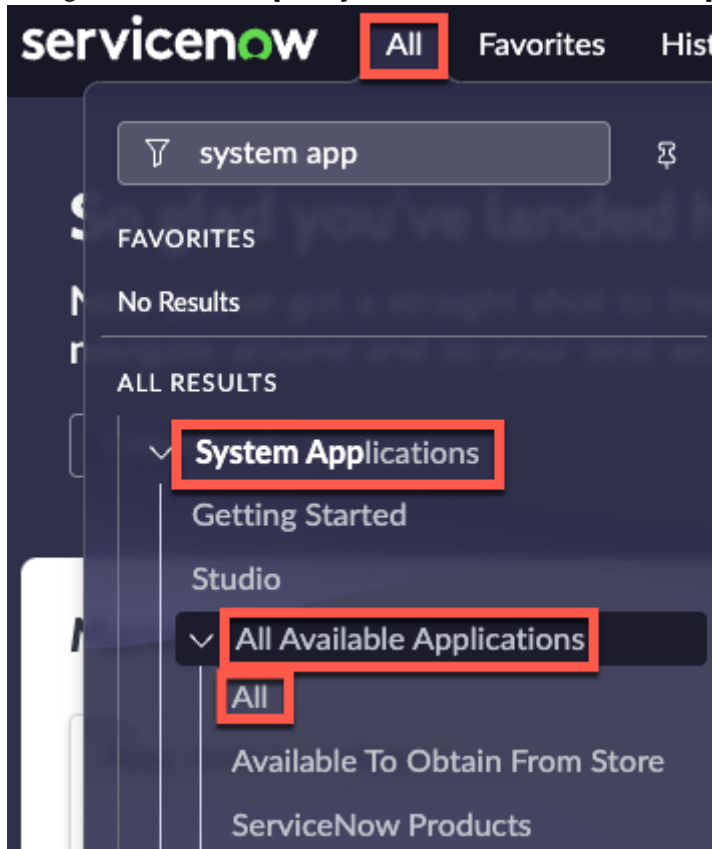 servicenow All Favorites Hist
system app
FAVORITES
No Results
ALL RESULTS
System Applications
Getting Started
Studio
All Available Applications
All
Available To Obtain From Store
ServiceNow Products